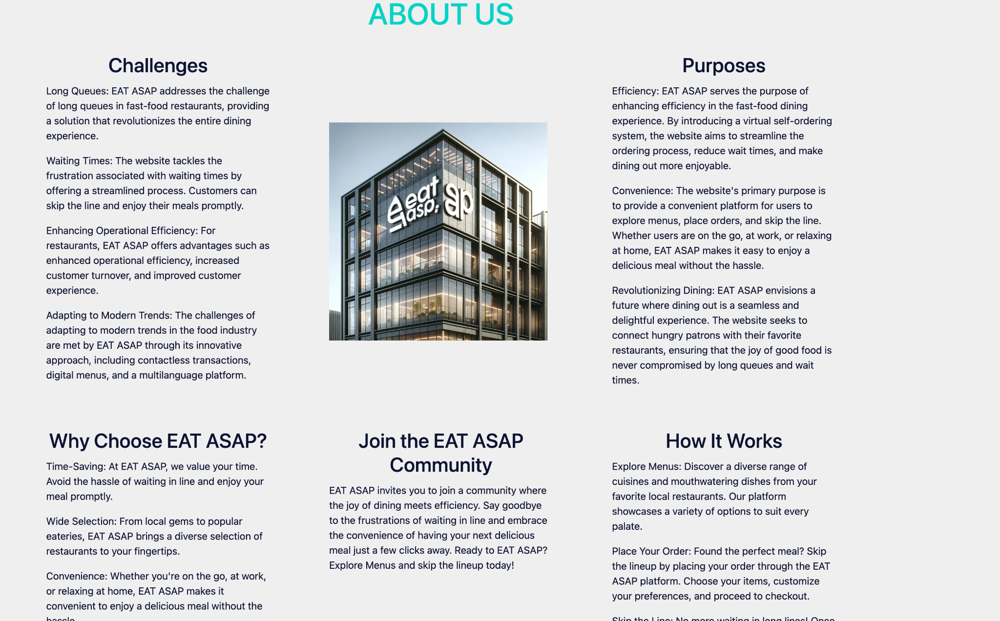 ABOUT US
Challenges
Long Queues: EAT ASAP addresses the challenge
of long queues in fast-food restaurants, providing
a solution that revolutionizes the entire dining
experience.
Waiting Times: The website tackles the
frustration associated with waiting times by
offering a streamlined process. Customers can
skip the line and enjoy their meals promptly.
Enhancing Operational Efficiency: For
restaurants, EAT ASAP offers advantages such as
enhanced operational efficiency, increased
customer turnover, and improved customer
experience.
Adapting to Modern Trends: The challenges of
adapting to modern trends in the food industry
are met by EAT ASAP through its innovative
approach, including contactless transactions,
digital menus, and a multilanguage platform.
eat
asp.
ap
Purposes
Efficiency: EAT ASAP serves the purpose of
enhancing efficiency in the fast-food dining
experience. By introducing a virtual self-ordering
system, the website aims to streamline the
ordering process, reduce wait times, and make
dining out more enjoyable.
Convenience: The website's primary purpose is
to provide a convenient platform for users to
explore menus, place orders, and skip the line.
Whether users are on the go, at work, or relaxing
at home, EAT ASAP makes it easy to enjoy a
delicious meal without the hassle.
Revolutionizing Dining: EAT ASAP envisions a
future where dining out is a seamless and
delightful experience. The website seeks to
connect hungry patrons with their favorite
restaurants, ensuring that the joy of good food is
never compromised by long queues and wait
times.
Why Choose EAT ASAP?
Time-Saving: At EAT ASAP, we value your time.
Avoid the hassle of waiting in line and enjoy your
meal promptly.
Wide Selection: From local gems to popular
eateries, EAT ASAP brings a diverse selection of
restaurants to your fingertips.
Convenience: Whether you're on the go, at work,
or relaxing at home, EAT ASAP makes it
convenient to enjoy a delicious meal without the
hassle.
Join the EAT ASAP
Community
EAT ASAP invites you to join a community where
the joy of dining meets efficiency. Say goodbye
to the frustrations of waiting in line and embrace
the convenience of having your next delicious
meal just a few clicks away. Ready to EAT ASAP?
Explore Menus and skip the lineup today!
How It Works
Explore Menus: Discover a diverse range of
cuisines and mouthwatering dishes from your
favorite local restaurants. Our platform
showcases a variety of options to suit every
palate.
Place Your Order: Found the perfect meal? Skip
the lineup by placing your order through the EAT
ASAP platform. Choose your items, customize
your preferences, and proceed to checkout.
Skip the Line: No more waiting in long lines! Once